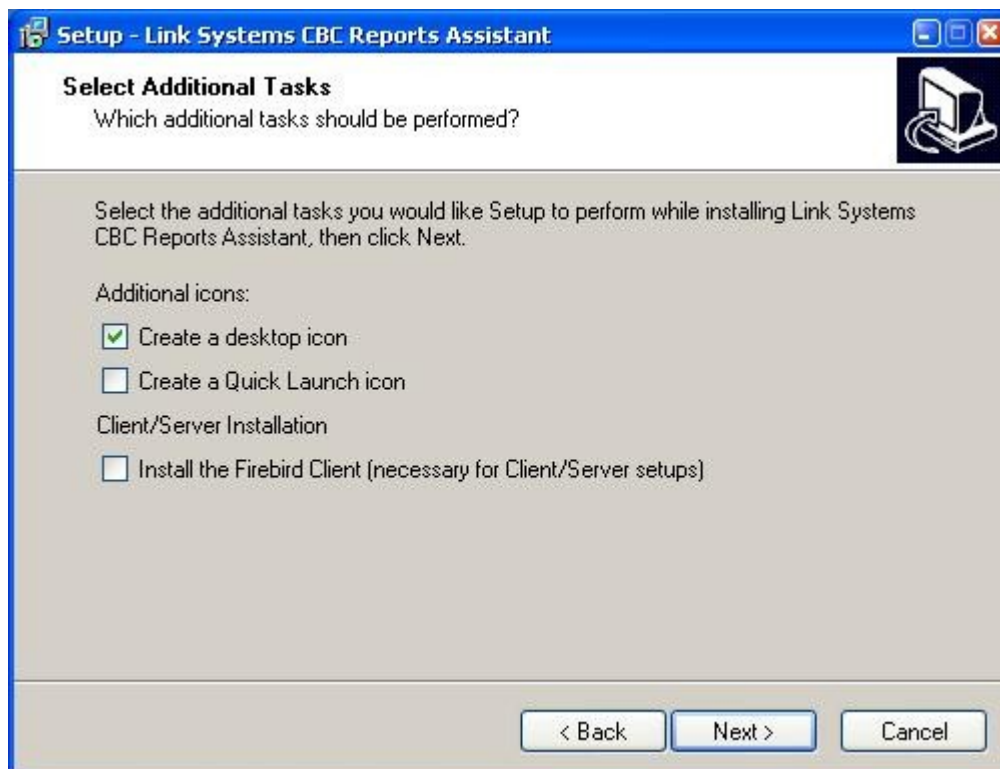 Setup - Link Systems CBC Reports Assistant
Select Additional Tasks
Which additional tasks should be performed?
Select the additional tasks you would like Setup to perform while installing Link Systems
CBC Reports Assistant, then click Next.
Additional icons:
Create a desktop icon
Create a Quick Launch icon
Client/Server Installation
Install the Firebird Client (necessary for Client/Server setups)
< Back
Next >
Cancel